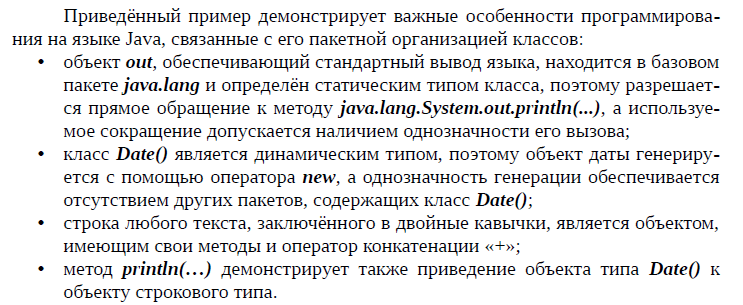 Приведённый пример демонстрирует важные особенности программирова-
ния на языке Java, связанные с его пакетной организацией классов:
• объект out, обеспечивающий стандартный вывод языка, находится в базовом
пакете java.lang и определён статическим типом класса, поэтому разрешает-
ся прямое обращение к методу java.lang.System.out.println(...), а используе-
мое сокращение допускается наличием однозначности его вызова;
• класс Date() является динамическим типом, поэтому объект даты генериру-
ется с помощью оператора new, а однозначность генерации обеспечивается
отсутствием других пакетов, содержащих класс Date();
• строка любого текста, заключённого в двойные кавычки, является объектом,
имеющим свои методы и оператор конкатенации «+»;
• метод println(…) демонстрирует также приведение объекта типа Date() к
объекту строкового типа.